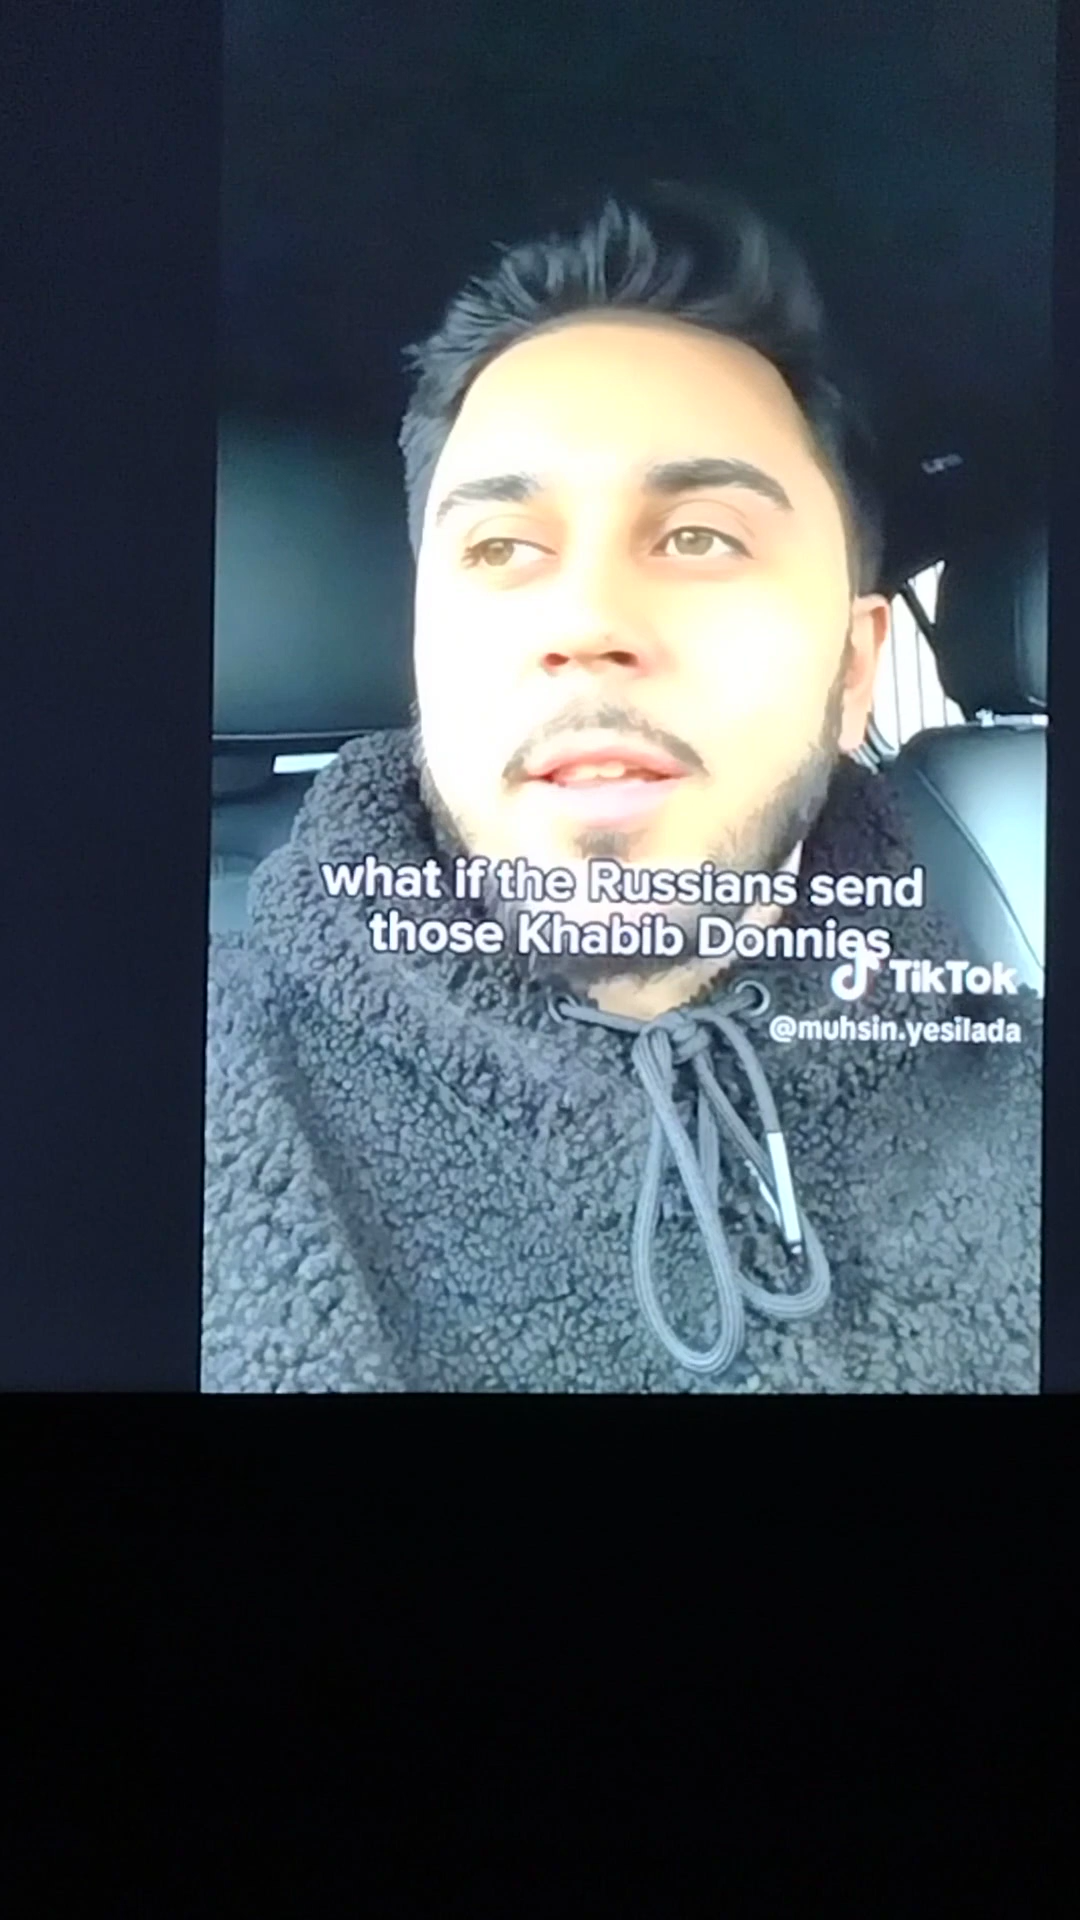 what if the Russians send
those Khabib Donnies
TikTok
@muhsin.yesilada